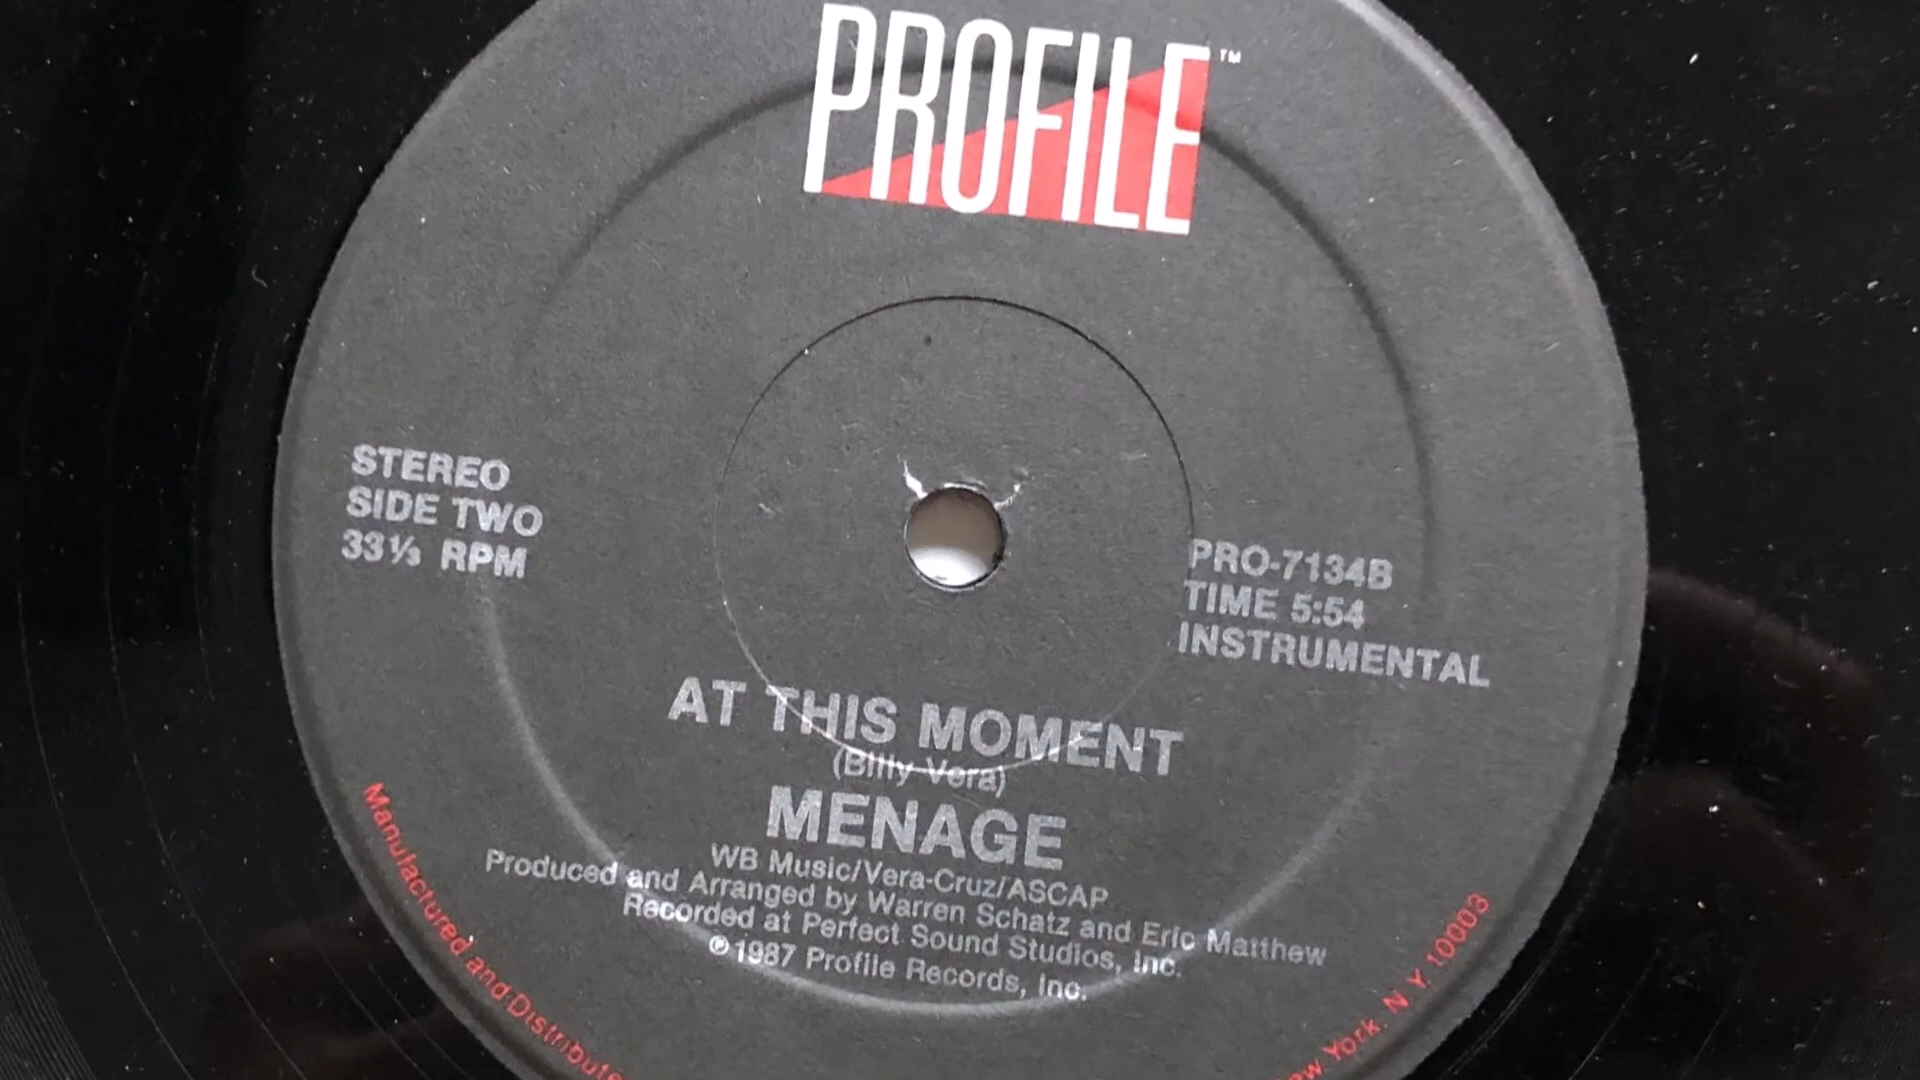 PROFILE™
STEREO
SIDE TWO
33⅓ RPM
PRO-7134B
TIME 5:54
INSTRUMENTAL
AT THIS MOMENT
(Billy Vera)
MENAGE
WB Music/Vera-Cruz/ASCAP
Produced and Arranged by Warren Schatz and Eric Matthew
Recorded at Perfect Sound Studios, Inc.
℗1987 Profile Records, Inc.
Manufactured and Distribute
York, N.Y. 10003